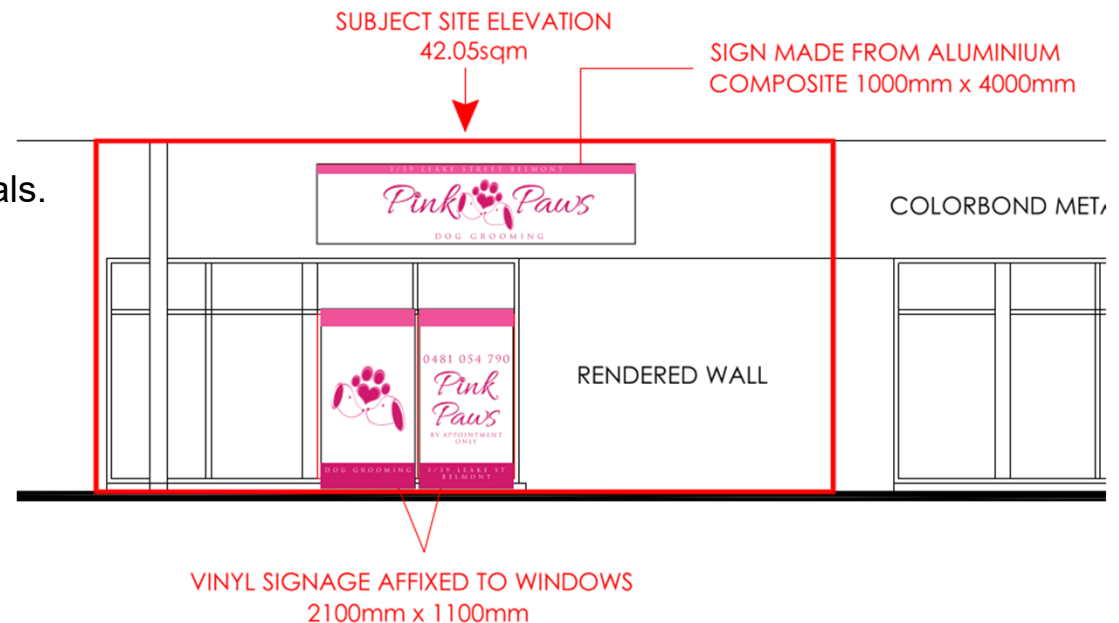 SUBJECT SITE ELEVATION
42.05sqm
SIGN MADE FROM ALUMINIUM
COMPOSITE 1000mm x 4000mm
als.
3/39 LEAKE STREET BELMONT
Pink Paws
DOG GROOMING
COLORBOND META
0481 054 790
Pink
Paws
BY APPOINTMENT
ONLY
DOG GROOMING
3/39 LEAKE ST
BELMONT
RENDERED WALL
VINYL SIGNAGE AFFIXED TO WINDOWS
2100mm x 1100mm